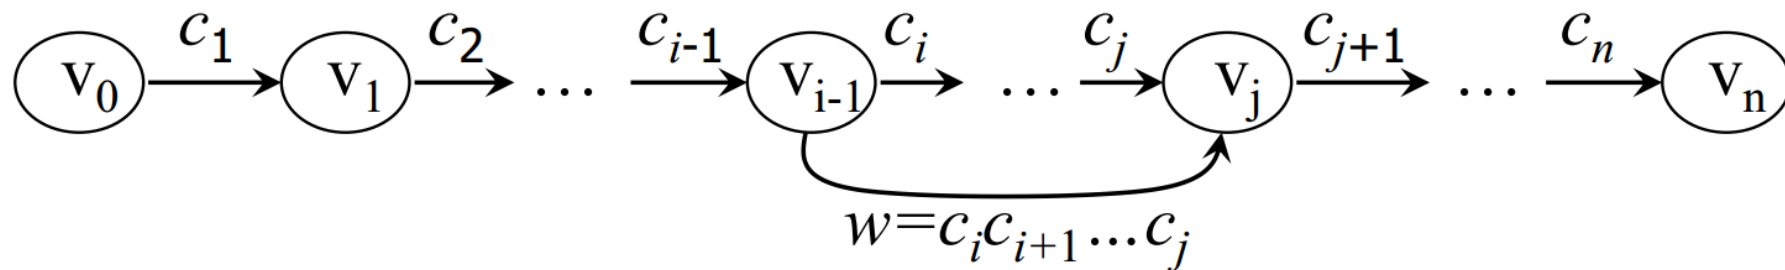 c₁ c₂ cᵢ₋₁ cᵢ cⱼ cⱼ₊₁ cₙ
v₀ v₁ … vᵢ₋₁ … vⱼ … vₙ
w=cᵢcᵢ₊₁…cⱼ